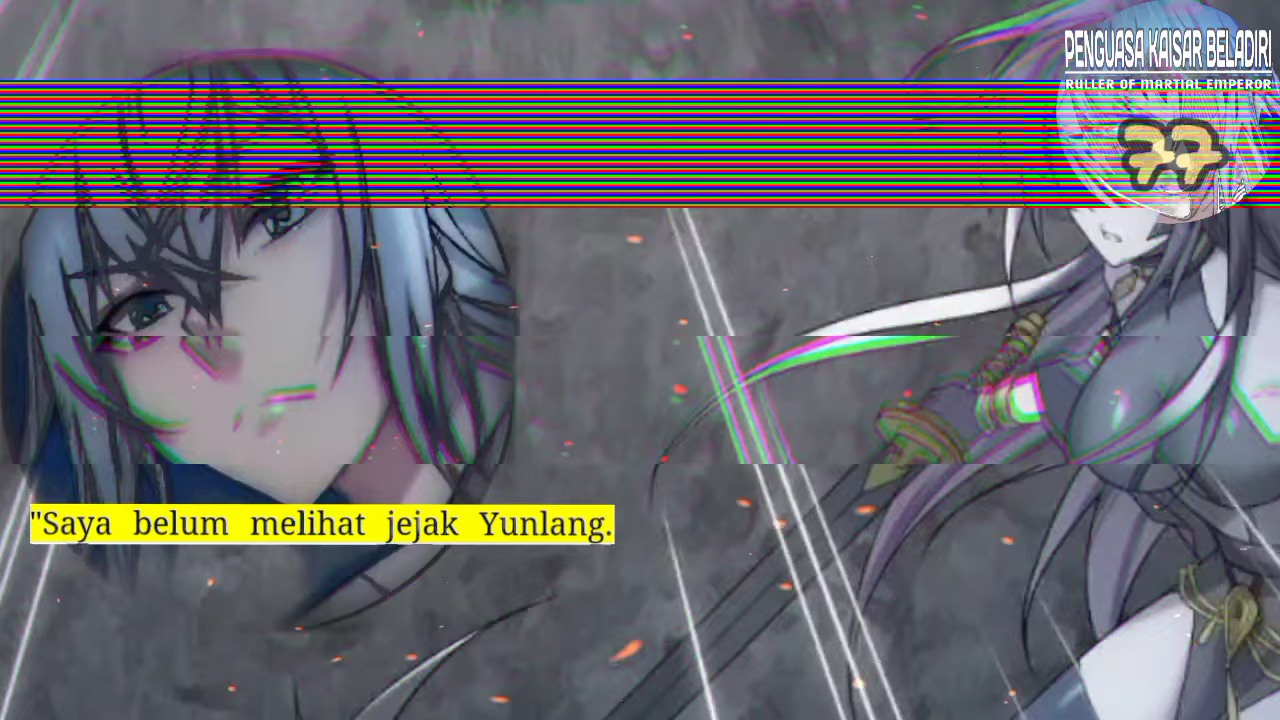 PENGUASA KAISAR BELADIRI
RULLER OF MARTIAL EMPEROR
77
"Saya belum melihat jejak Yunlang.